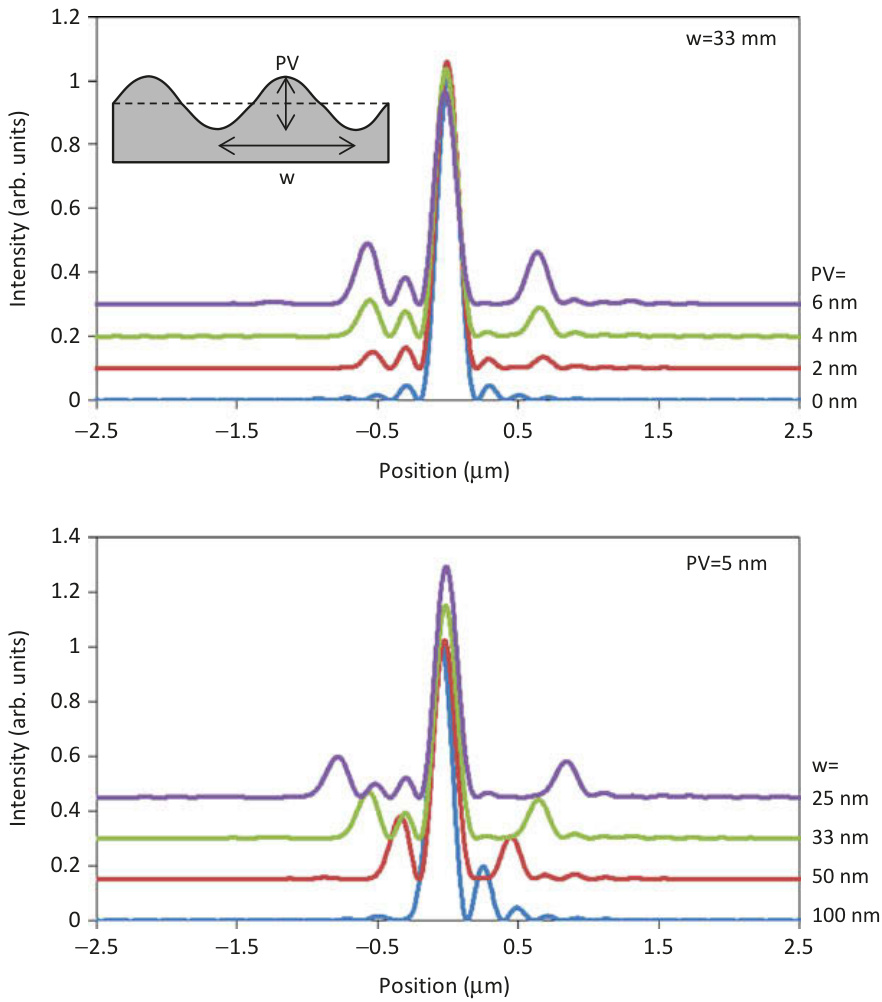 1.2
w=33 mm
1
PV
0.8
w
0.6
Intensity (arb. units)
0.4
PV=
6 nm
0.2
4 nm
2 nm
0
0 nm
−2.5 −1.5 −0.5 0.5 1.5 2.5
Position (μm)
1.4
PV=5 nm
1.2
1
0.8
Intensity (arb. units)
0.6
w=
25 nm
0.4
33 nm
0.2
50 nm
0
100 nm
−2.5 −1.5 −0.5 0.5 1.5 2.5
Position (μm)